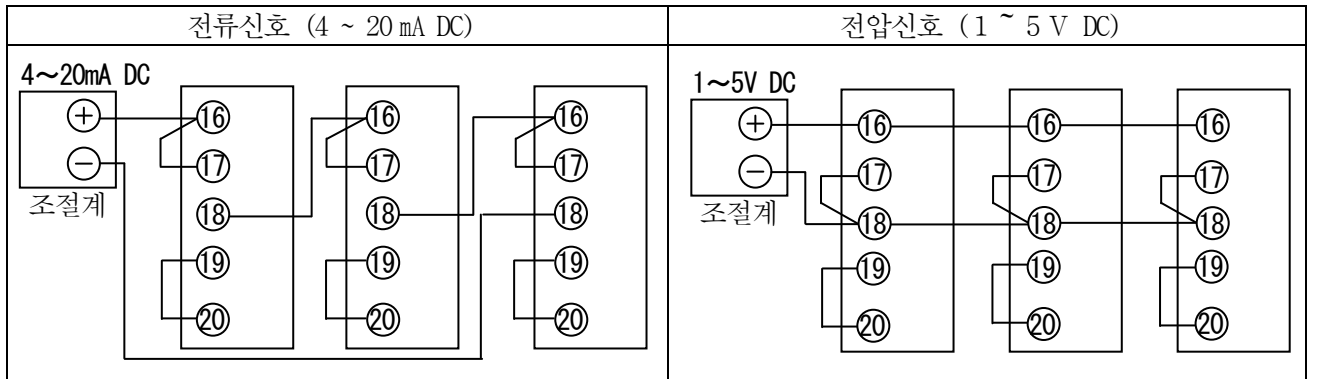 전류신호 (4 ~ 20 mA DC)
전압신호 (1 ~ 5 V DC)
4～20mA DC
⊕
⊖
조절계
⑯ ⑯ ⑯
⑰ ⑰ ⑰
⑱ ⑱ ⑱
⑲ ⑲ ⑲
⑳ ⑳ ⑳
1～5V DC
⊕
⊖
조절계
⑯ ⑯ ⑯
⑰ ⑰ ⑰
⑱ ⑱ ⑱
⑲ ⑲ ⑲
⑳ ⑳ ⑳